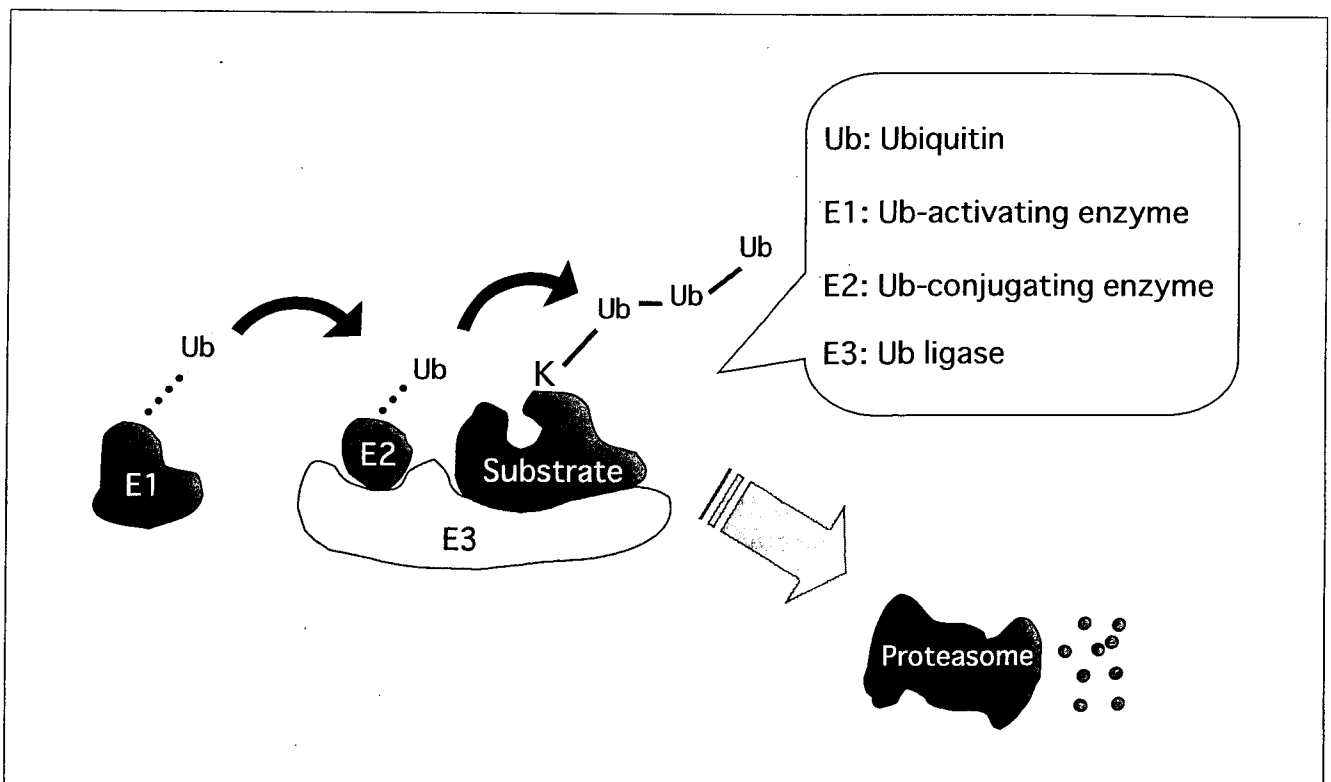 Ub: Ubiquitin
E1: Ub-activating enzyme
E2: Ub-conjugating enzyme
E3: Ub ligase
Ub
Ub
Ub
Ub
Ub
K
E1
E2
Substrate
E3
Proteasome